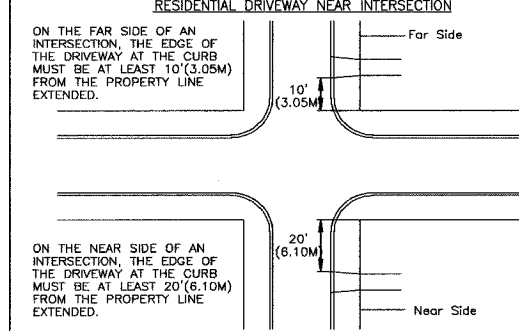 RESIDENTIAL DRIVEWAY NEAR INTERSECTION
ON THE FAR SIDE OF AN
INTERSECTION, THE EDGE OF
THE DRIVEWAY AT THE CURB
MUST BE AT LEAST 10'(3.05M)
FROM THE PROPERTY LINE
EXTENDED.
Far Side
10'
(3.05M
20'
(6.10M)
ON THE NEAR SIDE OF AN
INTERSECTION, THE EDGE OF
THE DRIVEWAY AT THE CURB
MUST BE AT LEAST 20'(6.10M)
FROM THE PROPERTY LINE
EXTENDED.
Near Side